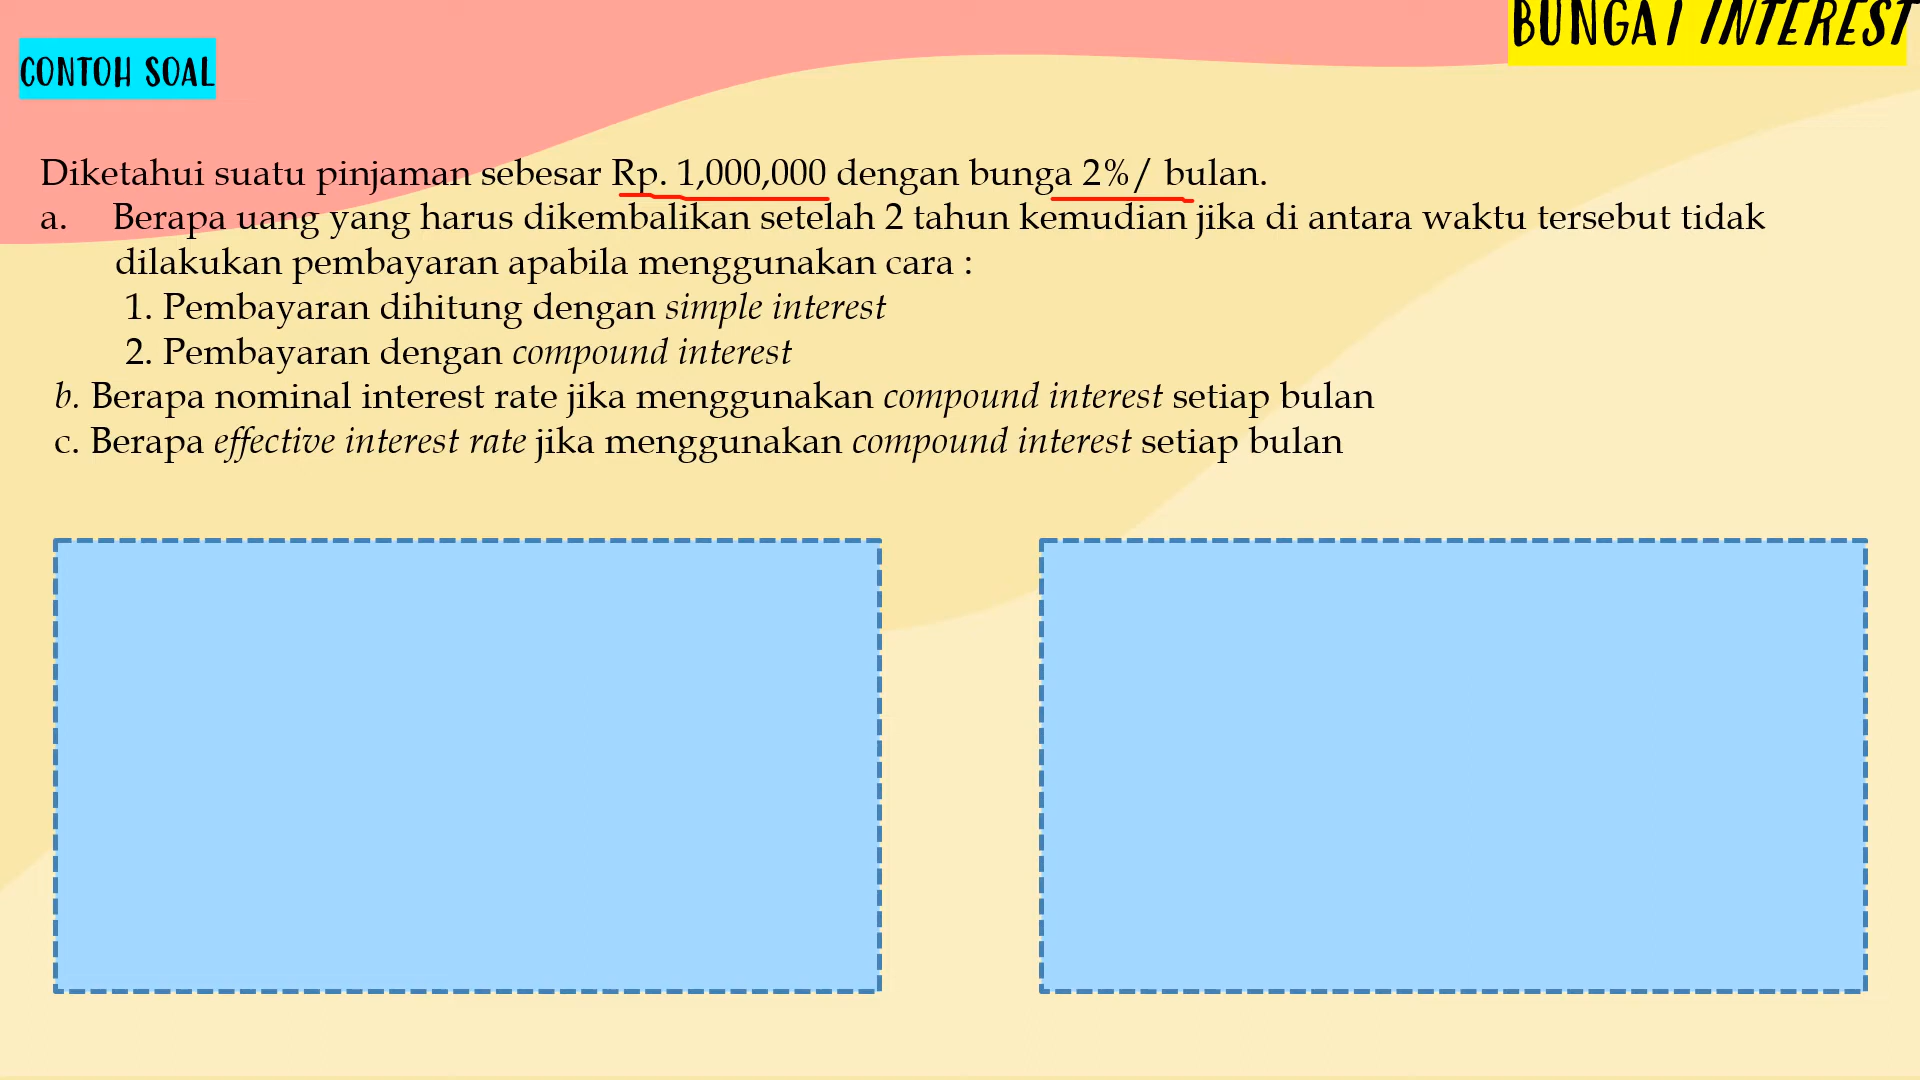 BUNGA / INTEREST
CONTOH SOAL
Diketahui suatu pinjaman sebesar Rp. 1,000,000 dengan bunga 2%/ bulan.
a. Berapa uang yang harus dikembalikan setelah 2 tahun kemudian jika di antara waktu tersebut tidak
dilakukan pembayaran apabila menggunakan cara :
1. Pembayaran dihitung dengan simple interest
2. Pembayaran dengan compound interest
b. Berapa nominal interest rate jika menggunakan compound interest setiap bulan
c. Berapa effective interest rate jika menggunakan compound interest setiap bulan